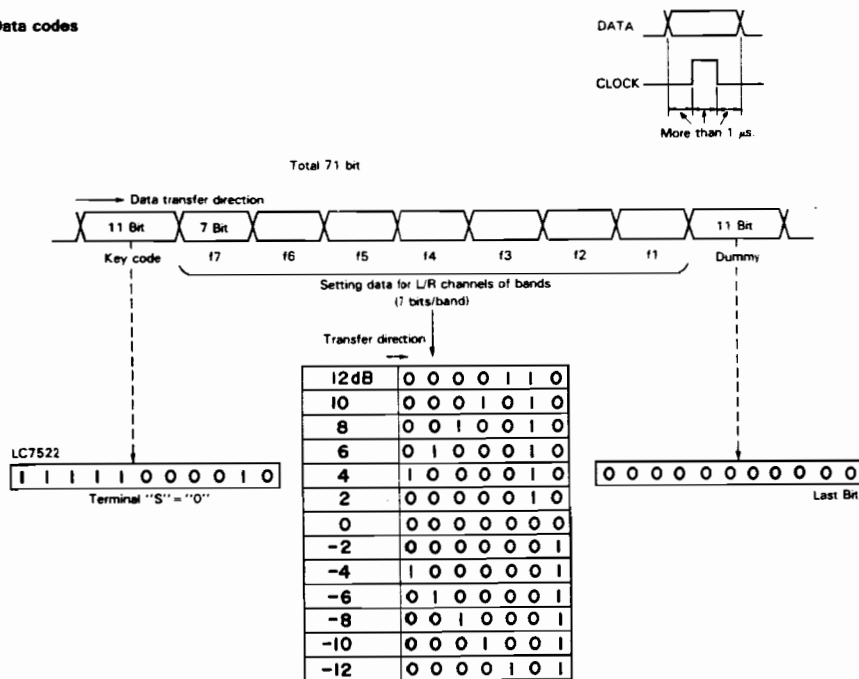 Data codes
DATA
CLOCK
More than 1 μs.
Total 71 bit
Data transfer direction
11 Bit 7 Bit 11 Bit
Key code f7 f6 f5 f4 f3 f2 f1 Dummy
Setting data for L/R channels of bands
(7 bits/band)
Transfer direction
12dB 0 0 0 0 1 1 0
10 0 0 0 1 0 1 0
8 0 0 1 0 0 1 0
6 0 1 0 0 0 1 0
4 1 0 0 0 0 1 0
2 0 0 0 0 0 1 0
0 0 0 0 0 0 0 0
-2 0 0 0 0 0 0 1
-4 1 0 0 0 0 0 1
-6 0 1 0 0 0 0 1
-8 0 0 1 0 0 0 1
-10 0 0 0 1 0 0 1
-12 0 0 0 0 1 0 1
LC7522
1 1 1 1 1 0 0 0 0 1 0
Terminal "S" = "0"
0 0 0 0 0 0 0 0 0 0 0
Last Bit